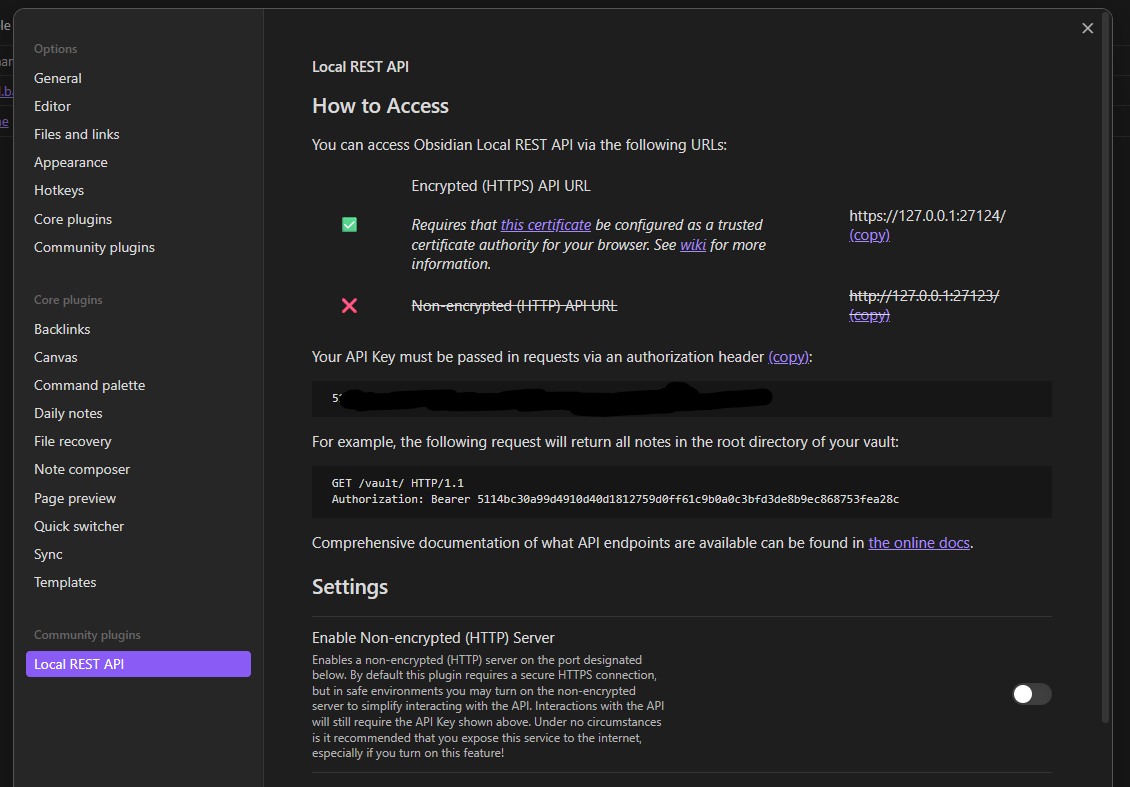 Options
General
Editor
Files and links
Appearance
Hotkeys
Core plugins
Community plugins
Core plugins
Backlinks
Canvas
Command palette
Daily notes
File recovery
Note composer
Page preview
Quick switcher
Sync
Templates
Community plugins
Local REST API
Local REST API
How to Access
You can access Obsidian Local REST API via the following URLs:
Encrypted (HTTPS) API URL
Requires that this certificate be configured as a trusted
certificate authority for your browser. See wiki for more
information.
https://127.0.0.1:27124/
(copy)
Non-encrypted (HTTP) API URL
http://127.0.0.1:27123/
(copy)
Your API Key must be passed in requests via an authorization header (copy):
For example, the following request will return all notes in the root directory of your vault:
GET /vault/ HTTP/1.1
Authorization: Bearer 5114bc30a99d4910d40d1812759d0ff61c9b0a0c3bfd3de8b9ec868753fea28c
Comprehensive documentation of what API endpoints are available can be found in the online docs.
Settings
Enable Non-encrypted (HTTP) Server
Enables a non-encrypted (HTTP) server on the port designated
below. By default this plugin requires a secure HTTPS connection,
but in safe environments you may turn on the non-encrypted
server to simplify interacting with the API. Interactions with the API
will still require the API Key shown above. Under no circumstances
is it recommended that you expose this service to the internet,
especially if you turn on this feature!